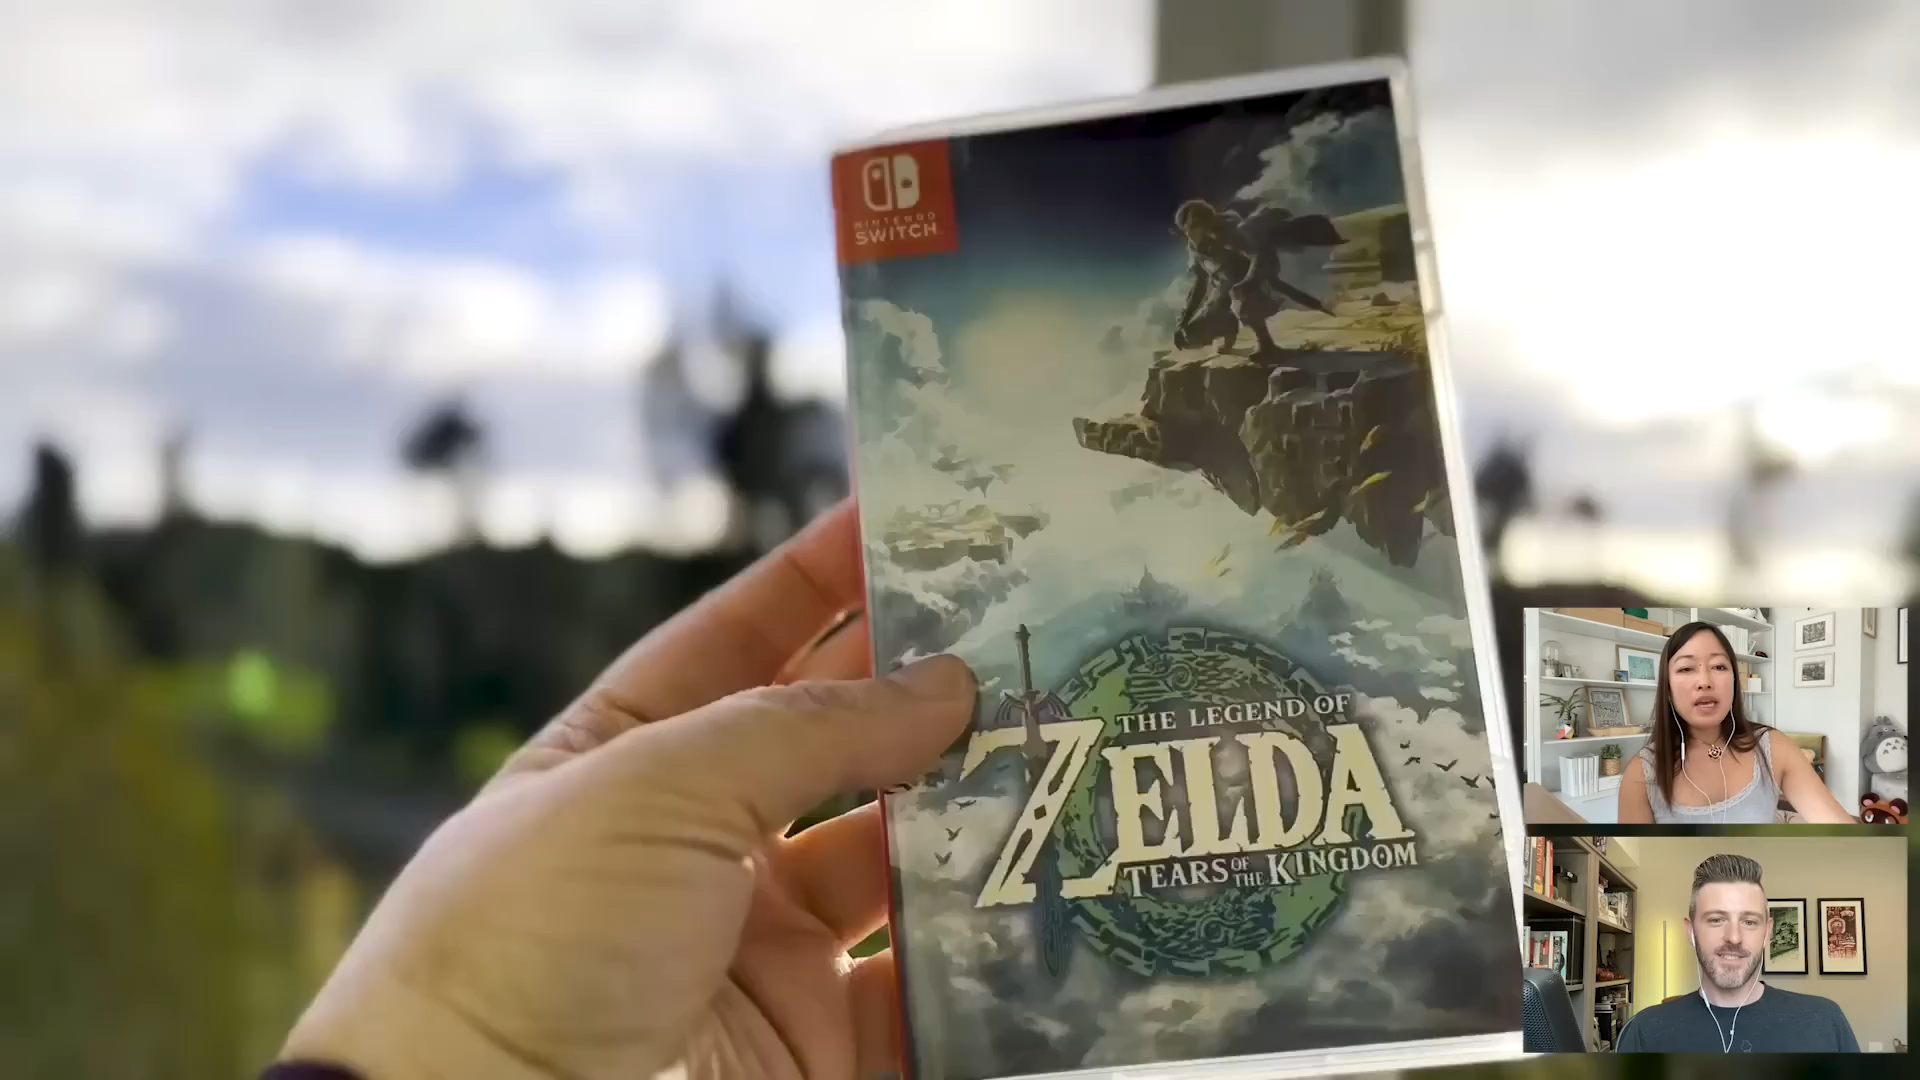 NINTENDO
SWITCH
THE LEGEND OF
ZELDA
TEARS OF THE KINGDOM